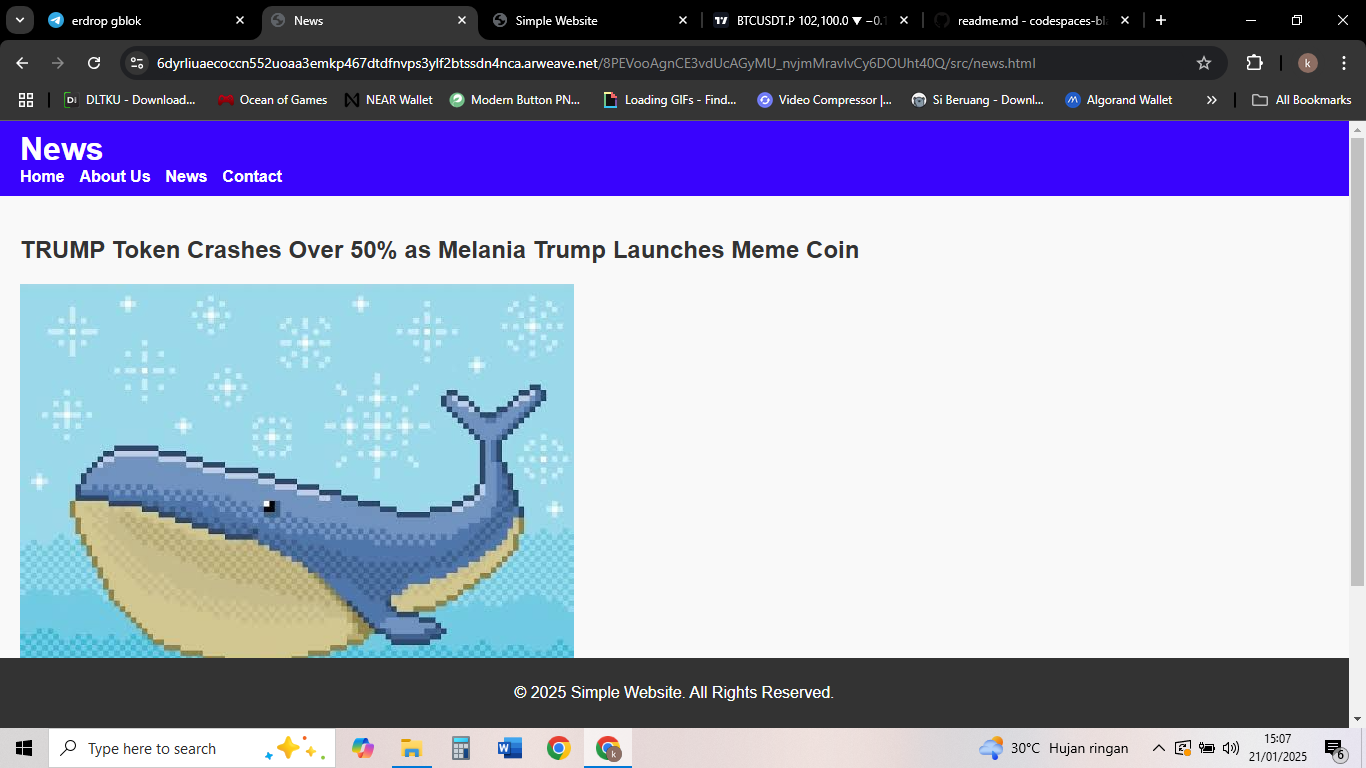 erdrop gblok
News
Simple Website
BTCUSDT.P 102,100.0 ▼ −0.1
readme.md - codespaces-bla
6dyrliuaecoccn552uoaa3emkp467dtdfnvps3ylf2btssdn4nca.arweave.net/8PEVooAgnCE3vdUcAGyMU_nvjmMravlvCy6DOUht40Q/src/news.html
k
DLTKU - Download...
Ocean of Games
NEAR Wallet
Modern Button PN...
Loading GIFs - Find...
Video Compressor |...
Si Beruang – Downl...
Algorand Wallet
»
All Bookmarks
News
Home About Us News Contact
TRUMP Token Crashes Over 50% as Melania Trump Launches Meme Coin
© 2025 Simple Website. All Rights Reserved.
Type here to search
30°C Hujan ringan
15:07
21/01/2025
6